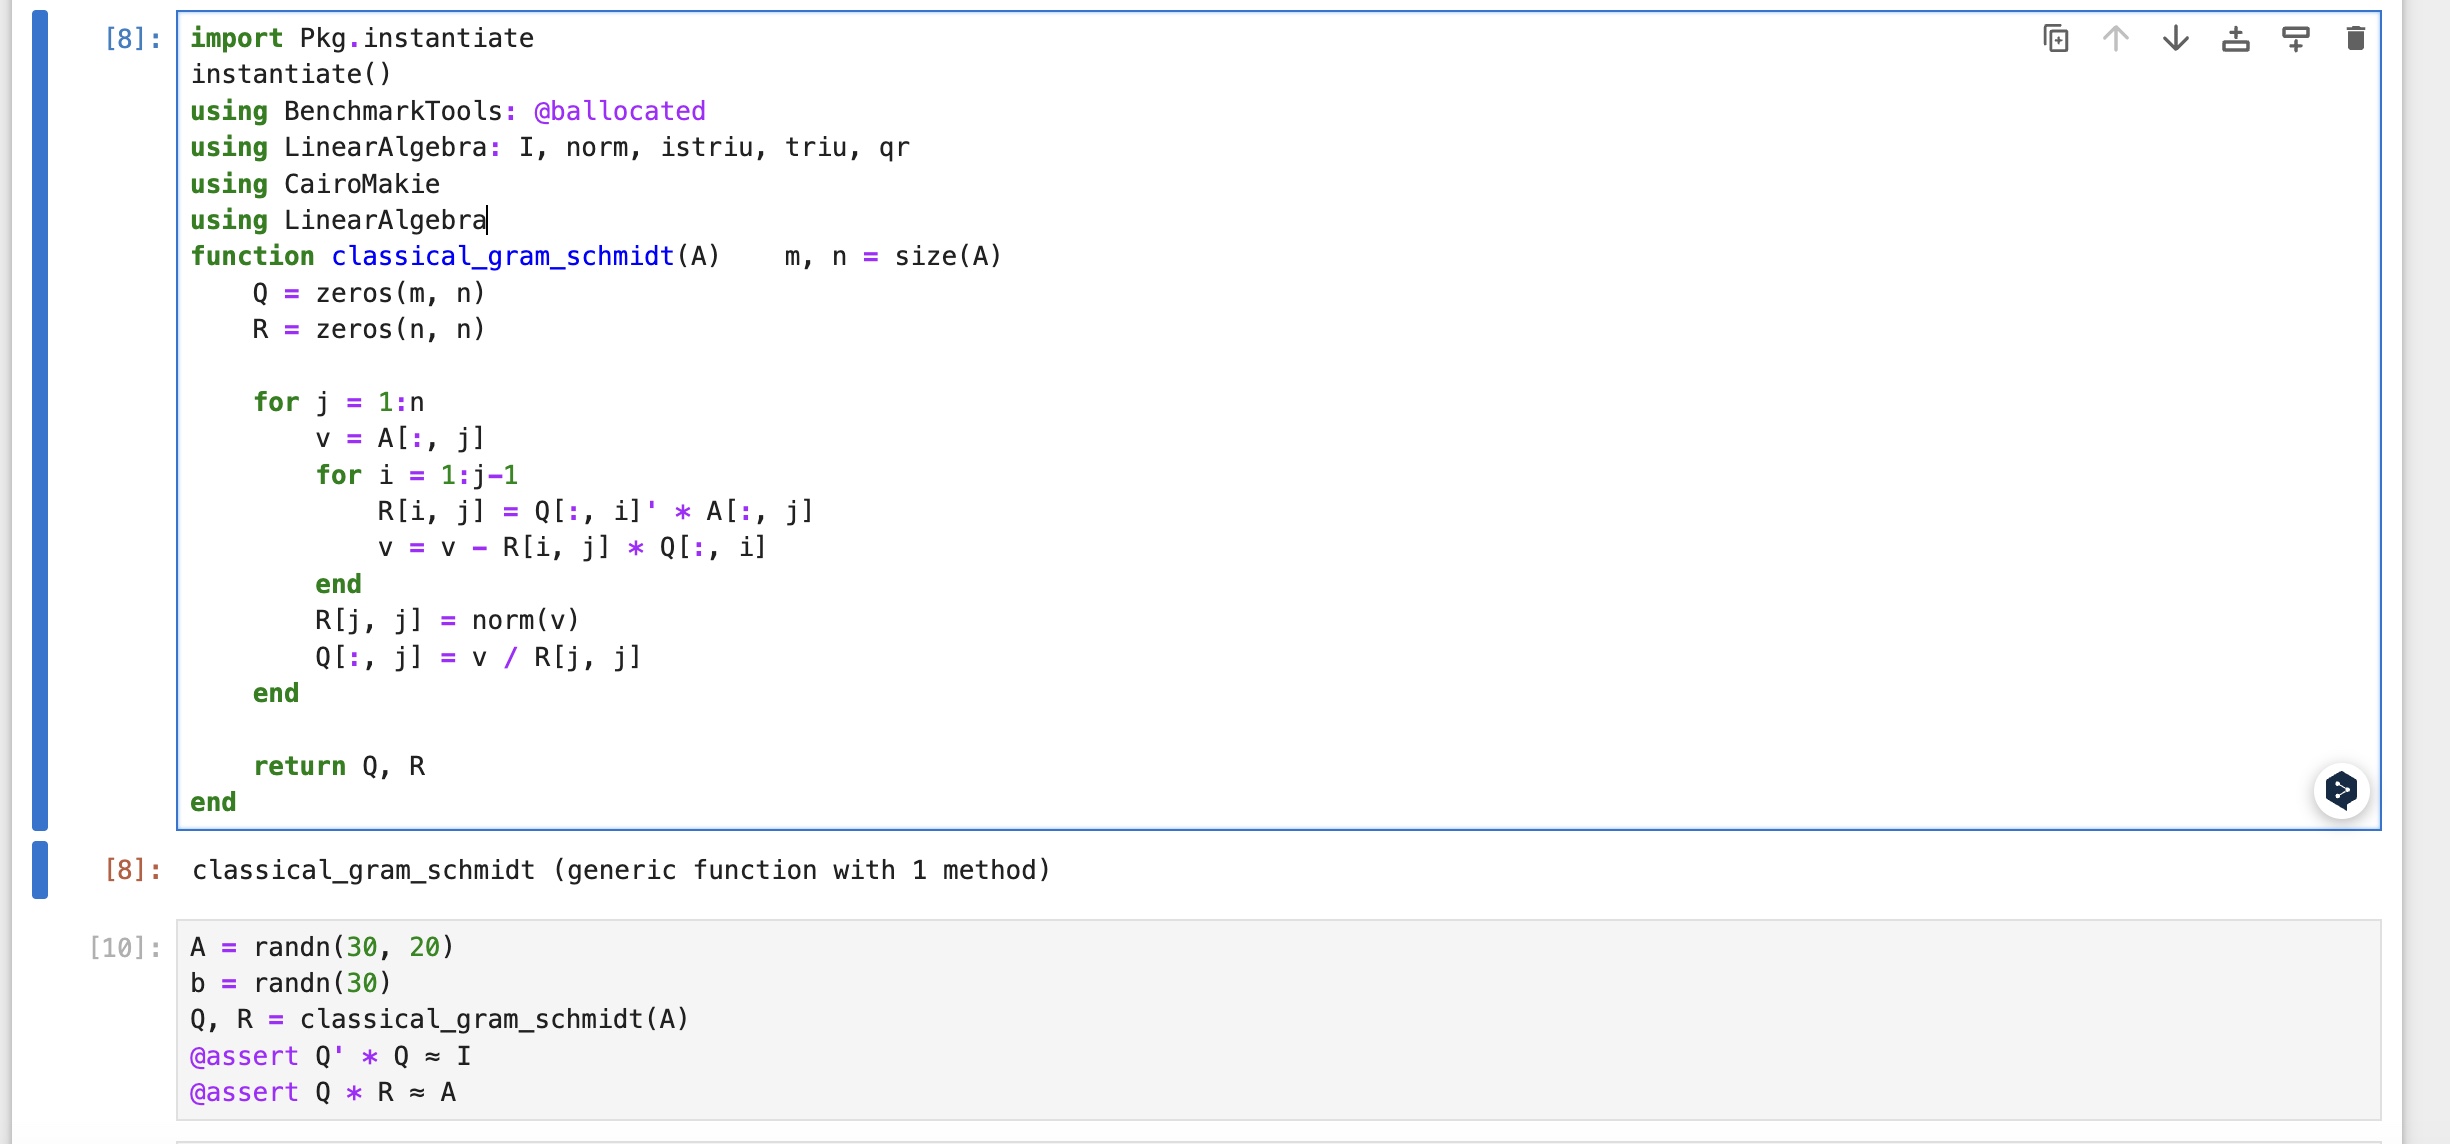 [8]: import Pkg.instantiate
instantiate()
using BenchmarkTools: @ballocated
using LinearAlgebra: I, norm, istriu, triu, qr
using CairoMakie
using LinearAlgebra
function classical_gram_schmidt(A)    m, n = size(A)
    Q = zeros(m, n)
    R = zeros(n, n)

    for j = 1:n
        v = A[:, j]
        for i = 1:j-1
            R[i, j] = Q[:, i]' * A[:, j]
            v = v - R[i, j] * Q[:, i]
        end
        R[j, j] = norm(v)
        Q[:, j] = v / R[j, j]
    end

    return Q, R
end
[8]: classical_gram_schmidt (generic function with 1 method)
[10]: A = randn(30, 20)
b = randn(30)
Q, R = classical_gram_schmidt(A)
@assert Q' * Q ≈ I
@assert Q * R ≈ A